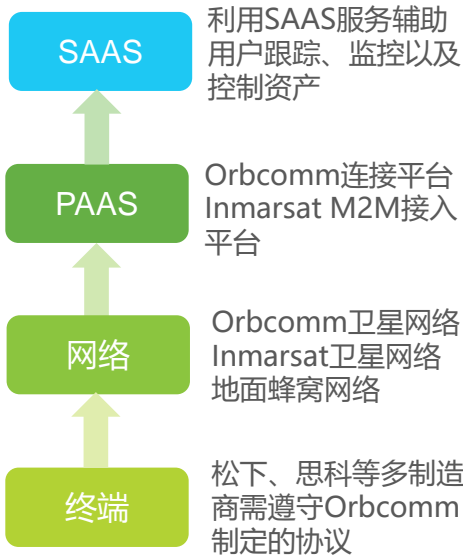 SAAS
利用SAAS服务辅助
用户跟踪、监控以及
控制资产
PAAS
Orbcomm连接平台
Inmarsat M2M接入
平台
网络
Orbcomm卫星网络
Inmarsat卫星网络
地面蜂窝网络
终端
松下、思科等多制造
商需遵守Orbcomm
制定的协议